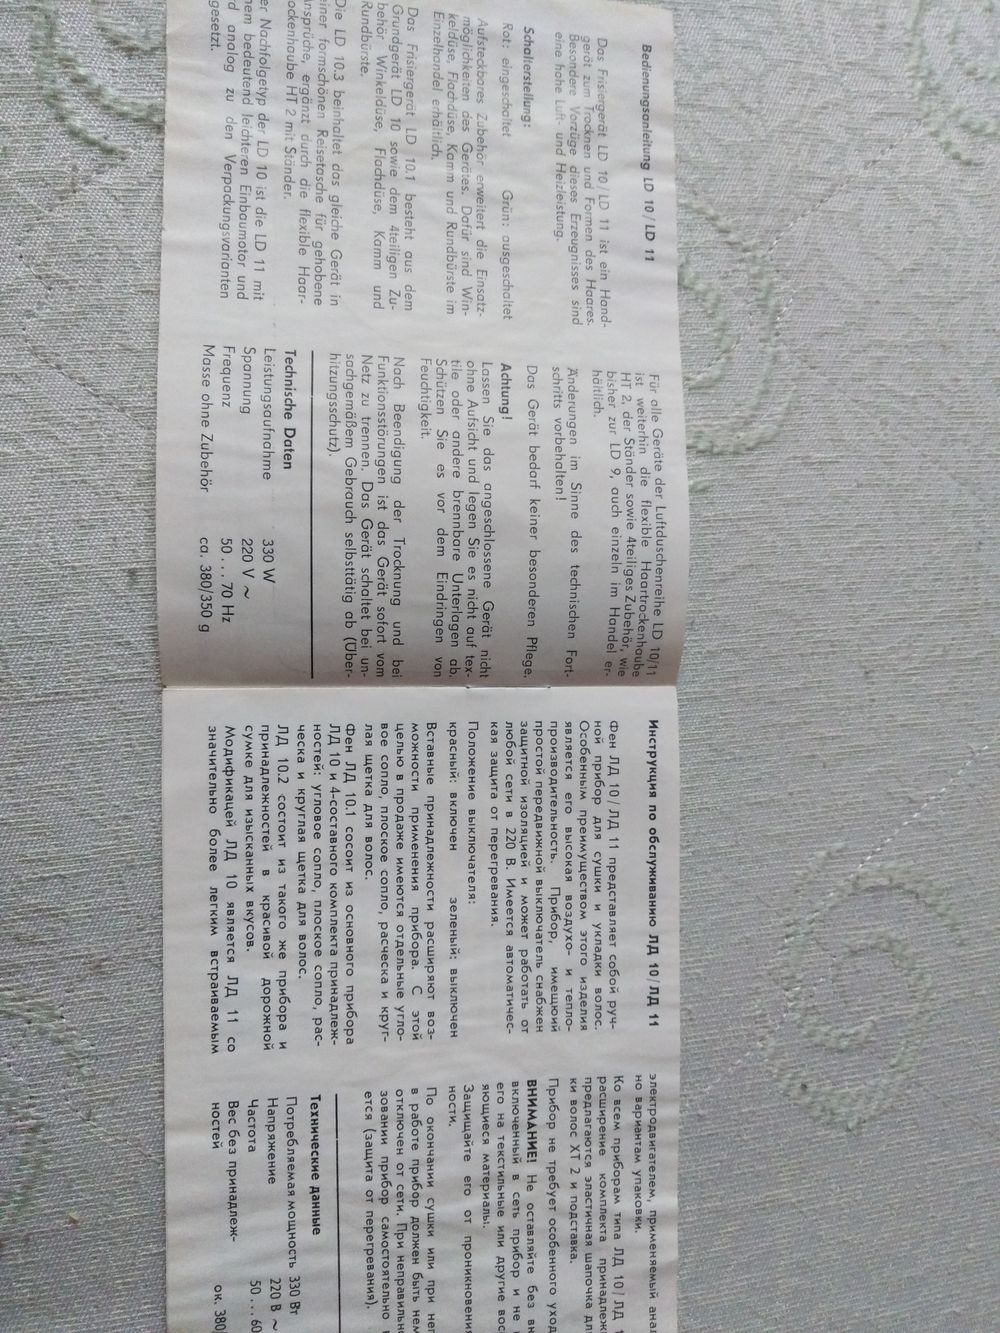 Bedienungsanleitung LD 10/LD 11
Das Frisiergerät LD 10/LD 11 ist ein Hand-
gerät zum Trocknen und Formen des Haares.
Besondere Vorzüge dieses Erzeugnisses sind
eine hohe Luft- und Heizleistung.
Schalterstellung:
Rot: eingeschaltet Grün: ausgeschaltet
Aufsteckbares Zubehör erweitert die Einsatz-
möglichkeiten des Gerätes. Dafür sind Win-
keldüse, Flachdüse, Kamm und Rundbürste im
Einzelhandel erhältlich.
Das Frisiergerät LD 10.1 besteht aus dem
Grundgerät LD 10 sowie dem 4teiligen Zu-
behör Winkeldüse, Flachdüse, Kamm und
Rundbürste.
Die LD 10.3 beinhaltet das gleiche Gerät in
einer formschönen Reisetasche für gehobene
Ansprüche, ergänzt durch die flexible Haar-
ockenhaube HT 2 mit Ständer.
er Nachfolgetyp der LD 10 ist die LD 11 mit
nem bedeutend leichteren Einbaumotor und
rd analog zu den Verpackungsvarianten
gesetzt.
Für alle Geräte der Luftduschenreihe LD 10/11
ist weiterhin die flexible Haartrockenhaube
HT 2, der Ständer sowie 4teiliges Zubehör, wie
bisher zur LD 9, auch einzeln im Handel er-
hältlich.
Änderungen im Sinne des technischen Fort-
schritts vorbehalten!
Das Gerät bedarf keiner besonderen Pflege.
Achtung!
Lassen Sie das angeschlossene Gerät nicht
ohne Aufsicht und legen Sie es nicht auf tex-
tile oder andere brennbare Unterlagen ab.
Schützen Sie es vor dem Eindringen von
Feuchtigkeit.
Nach Beendigung der Trocknung und bei
Funktionsstörungen ist das Gerät sofort vom
Netz zu trennen. Das Gerät schaltet bei un-
sachgemäßem Gebrauch selbsttätig ab (Über-
hitzungsschutz).
Technische Daten
Leistungsaufnahme 330 W
Spannung 220 V ~
Frequenz 50 . . . 70 Hz
Masse ohne Zubehör ca. 380/350 g
Инструкция по обслуживанию ЛД 10/ЛД 11
Фен ЛД 10/ЛД 11 представляет собой руч-
ной прибор для сушки и укладки волос.
Особенным преимуществом этого изделия
является его высокая воздухо- и тепло-
производительность. Прибор, имещюий
простой передвижной выключатель снабжен
защитной изоляцией и может работать от
любой сети в 220 В. Имеется автоматичес-
кая защита от перегревания.
Положение выключателя:
красный: включен зеленый: выключен
Вставные принадлежности расширяют воз-
можности применения прибора. С этой
целью в продаже имеются отдельные угло-
вое сопло, плоское сопло, расческа и круг-
лая щетка для волос.
Фен ЛД 10.1 сосоит из основного прибора
ЛД 10 и 4-составного комплекта принадлеж-
ностей: угловое сопло, плоское сопло, рас-
ческа и круглая щетка для волос.
ЛД 10.2 состоит из такого же прибора и
принадлежностей в красивой дорожной
сумке для изысканных вкусов.
Модификацей ЛД 10 является ЛД 11 со
значительно более легким встраиваемым
электродвигателем, применяемый анал
но вариантам упаковки.
Ко всем приборам типа ЛД 10/ЛД 1
расширение комплекта принадлеж
предлагаются эластичная шапочка дл
ки волос ХТ 2 и подставка.
Прибор не требует особенного уход
ВНИМАНИЕ! Не оставляйте без вн
включенный в сеть прибор и не
его на текстильные или другие вос
яющиеся материалы.
Защищайте его от проникновения
ности.
По окончании сушки или при неп
в работе прибор должен быть нем
отключен от сети. При неправильн
зовании прибор самостоятельно
ется (защита от перегревания).
Технические данные
Потребляемая мощность 330 Вт
Напряжение 220 В ~
Частота 50 . . . 60
Вес без принадлеж-
ностей ок. 380